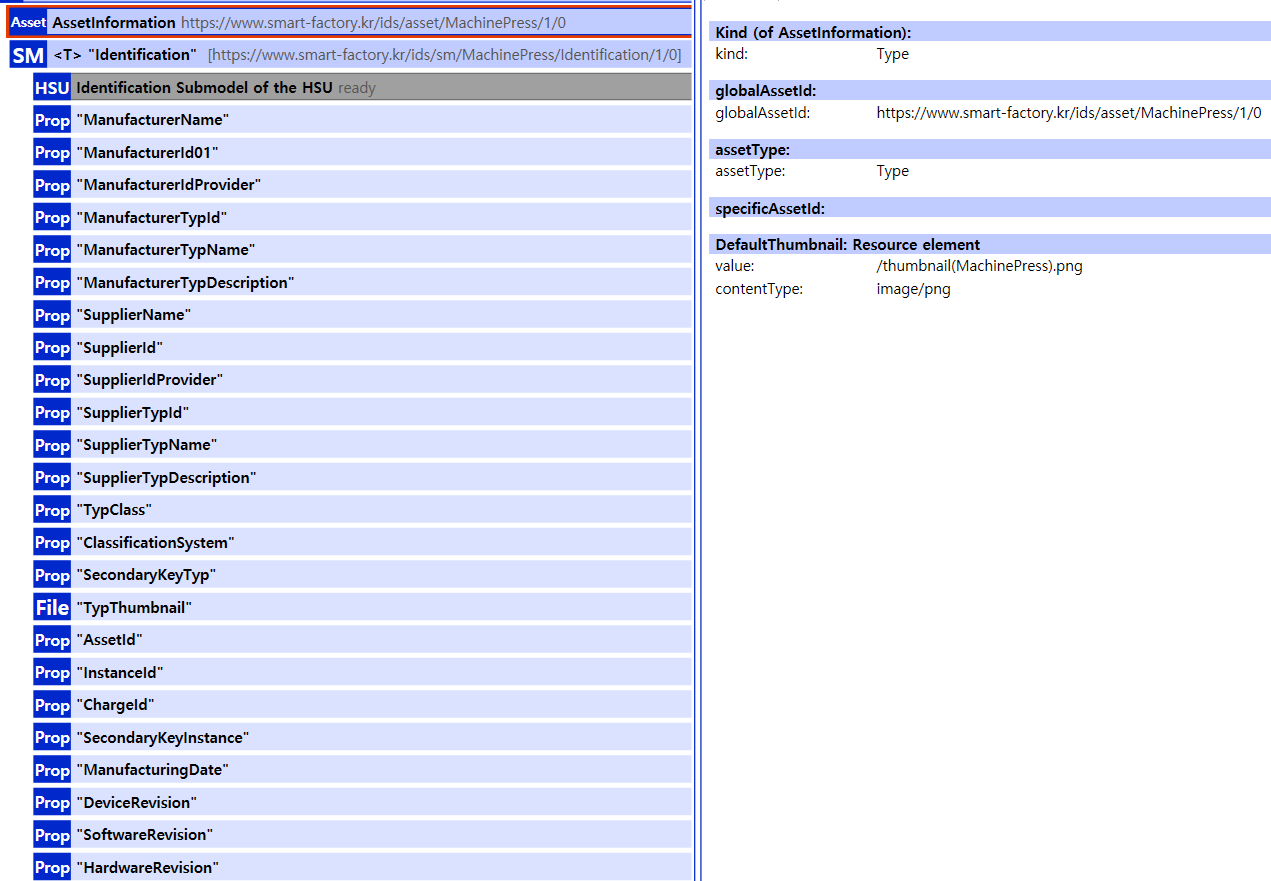 Asset AssetInformation https://www.smart-factory.kr/ids/asset/MachinePress/1/0
SM <T> "Identification" [https://www.smart-factory.kr/ids/sm/MachinePress/Identification/1/0]
HSU Identification Submodel of the HSU ready
Prop "ManufacturerName"
Prop "ManufacturerId01"
Prop "ManufacturerIdProvider"
Prop "ManufacturerTypId"
Prop "ManufacturerTypName"
Prop "ManufacturerTypDescription"
Prop "SupplierName"
Prop "SupplierId"
Prop "SupplierIdProvider"
Prop "SupplierTypId"
Prop "SupplierTypName"
Prop "SupplierTypDescription"
Prop "TypClass"
Prop "ClassificationSystem"
Prop "SecondaryKeyTyp"
File "TypThumbnail"
Prop "AssetId"
Prop "InstanceId"
Prop "ChargeId"
Prop "SecondaryKeyInstance"
Prop "ManufacturingDate"
Prop "DeviceRevision"
Prop "SoftwareRevision"
Prop "HardwareRevision"
Kind (of AssetInformation):
kind: Type
globalAssetId:
globalAssetId: https://www.smart-factory.kr/ids/asset/MachinePress/1/0
assetType:
assetType: Type
specificAssetId:
DefaultThumbnail: Resource element
value: /thumbnail(MachinePress).png
contentType: image/png